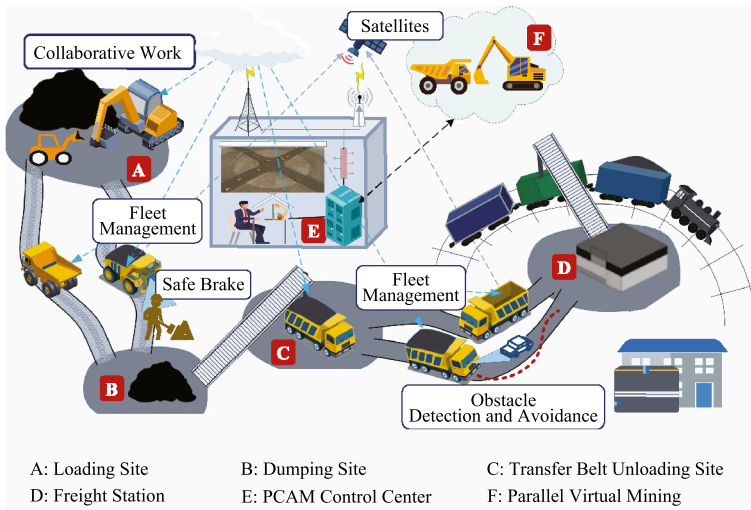 Satellites
Collaborative Work
F
A
Fleet
Management
E
Safe Brake
Fleet
Management
D
C
B
Obstacle
Detection and Avoidance
A: Loading Site
B: Dumping Site
C: Transfer Belt Unloading Site
D: Freight Station
E: PCAM Control Center
F: Parallel Virtual Mining